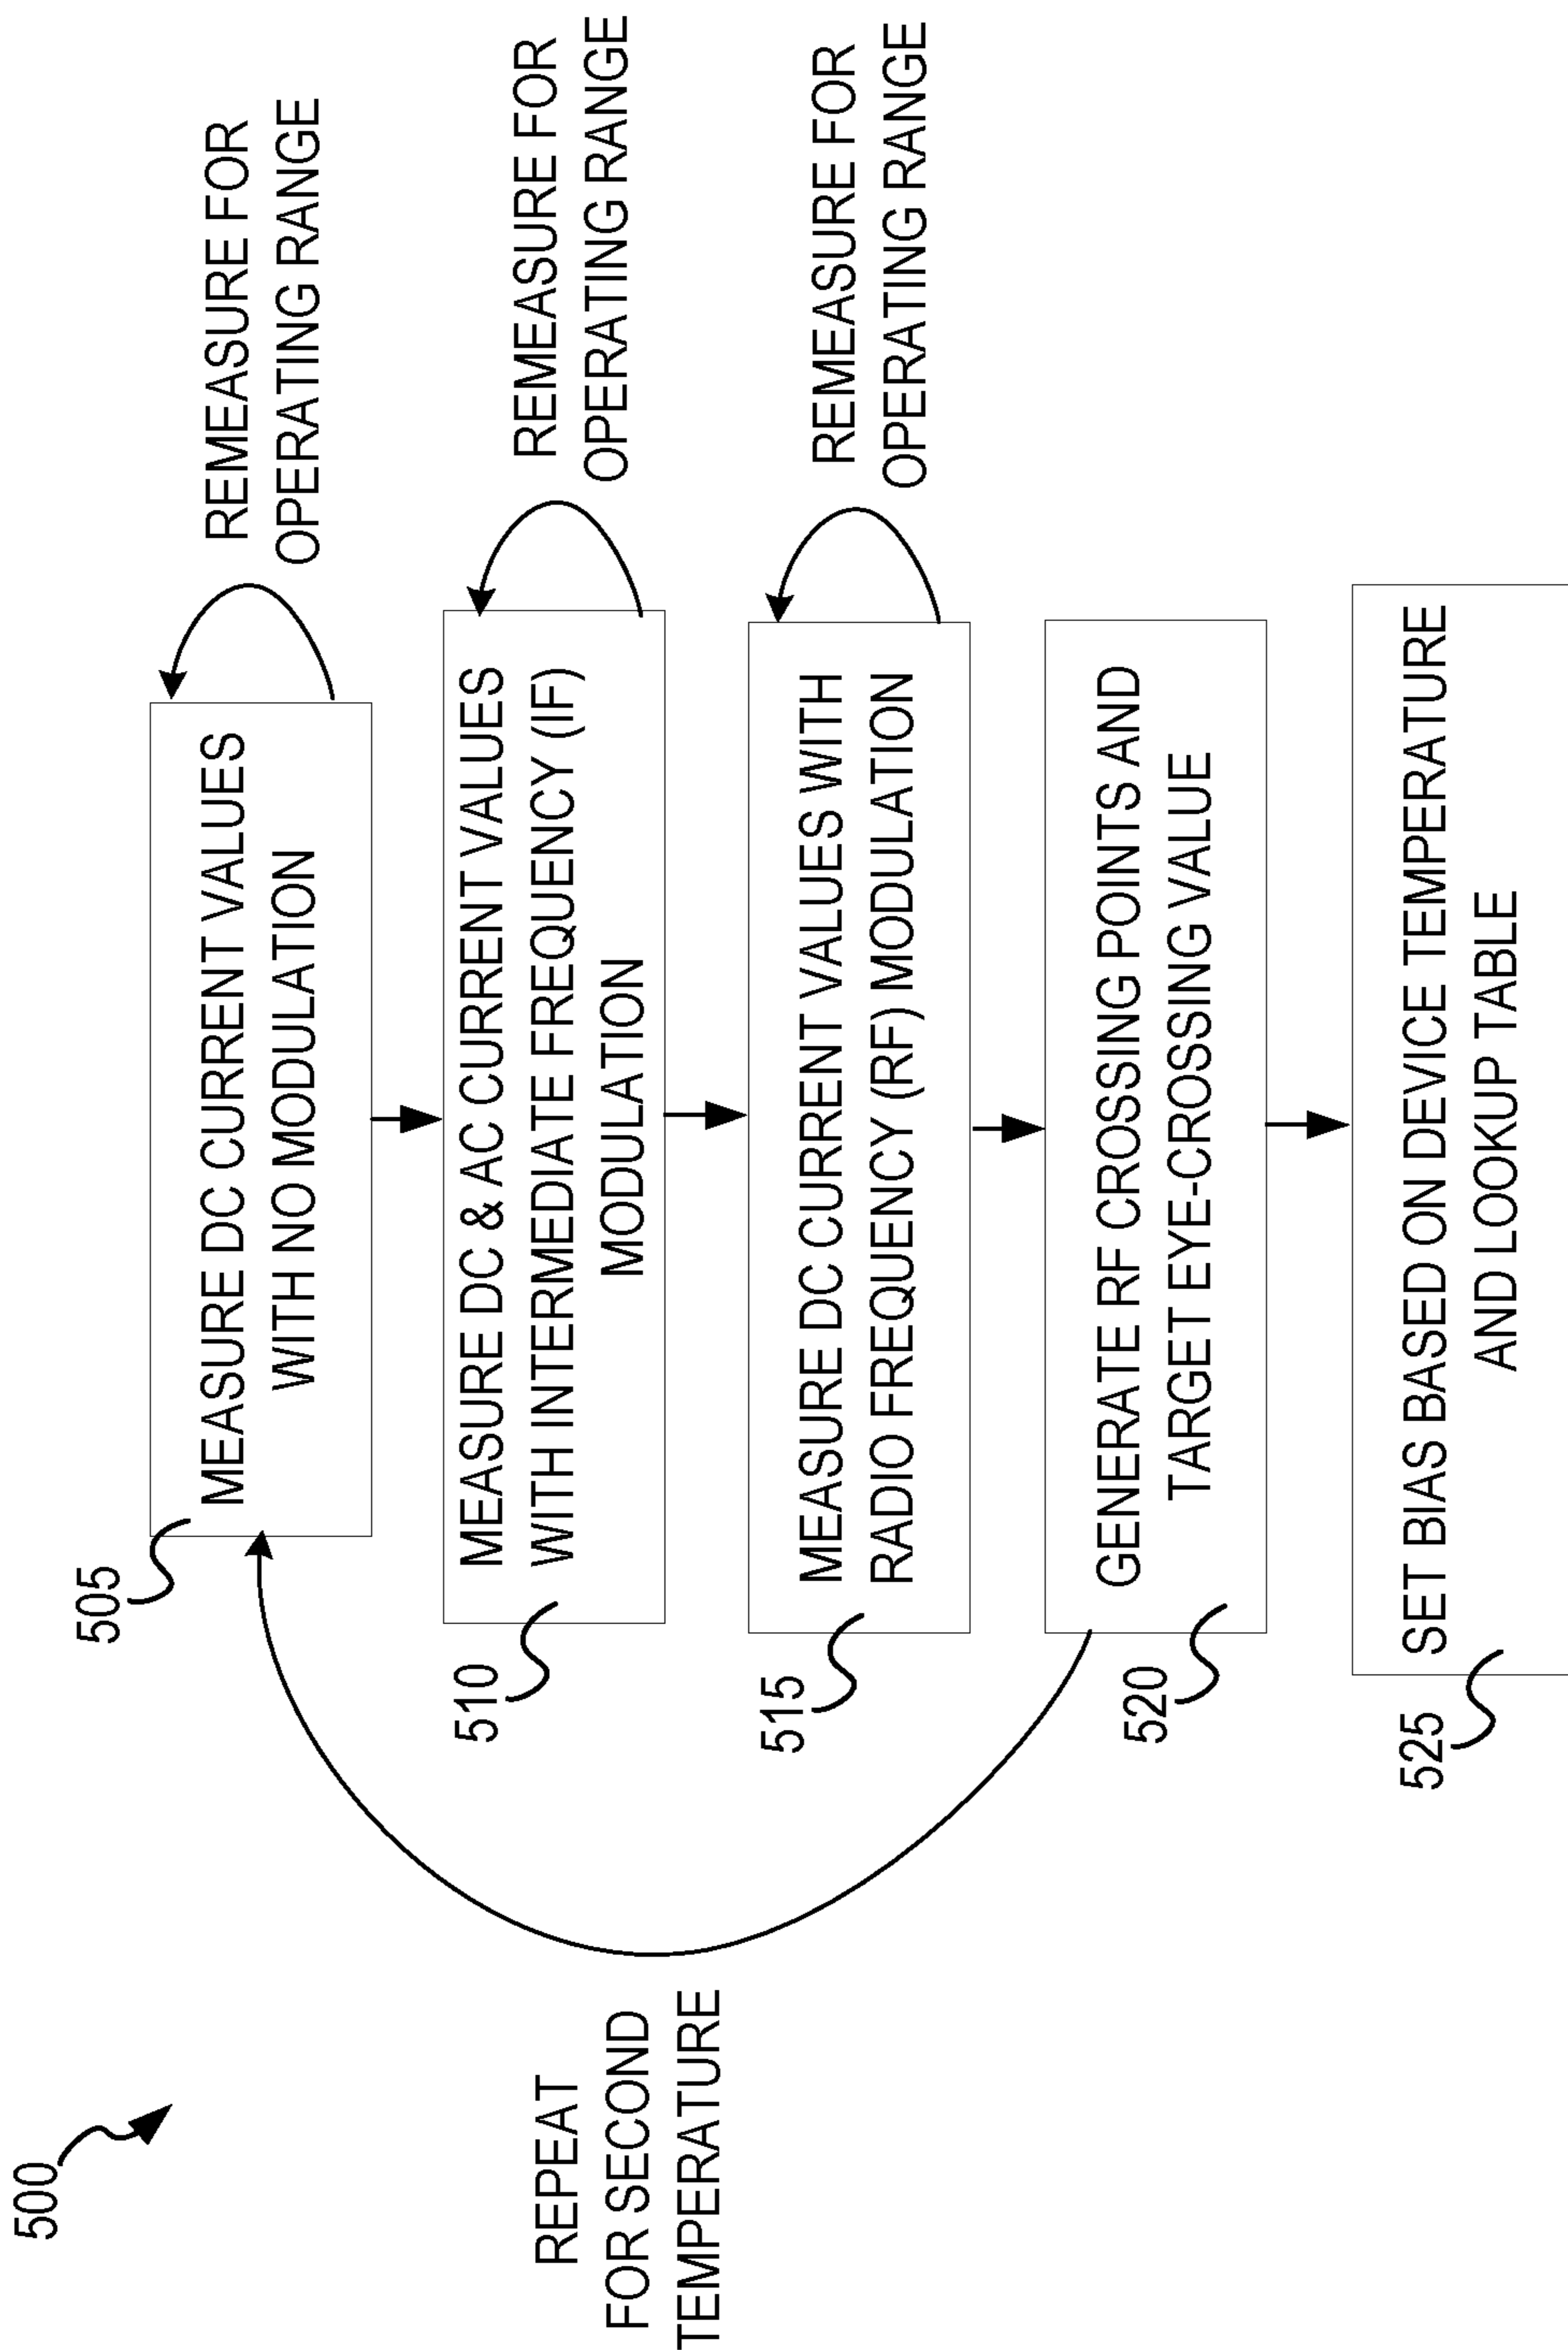 500
505
MEASURE DC CURRENT VALUES
WITH NO MODULATION
REMEASURE FOR
OPERATING RANGE
510
MEASURE DC & AC CURRENT VALUES
WITH INTERMEDIATE FREQUENCY (IF)
MODULATION
REMEASURE FOR
OPERATING RANGE
REPEAT
FOR SECOND
TEMPERATURE
515
MEASURE DC CURRENT VALUES WITH
RADIO FREQUENCY (RF) MODULATION
REMEASURE FOR
OPERATING RANGE
520
GENERATE RF CROSSING POINTS AND
TARGET EYE-CROSSING VALUE
525
SET BIAS BASED ON DEVICE TEMPERATURE
AND LOOKUP TABLE